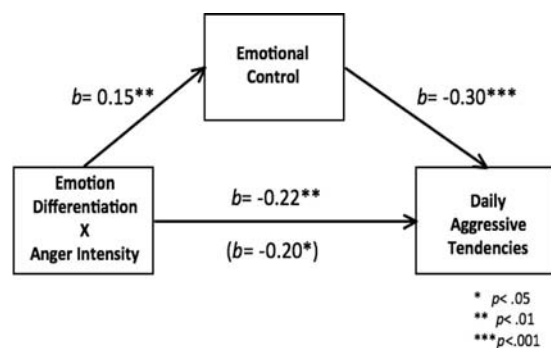 Emotional
Control
b= 0.15**
b= -0.30***
Emotion
Differentiation
X
Anger Intensity
b= -0.22**
(b= -0.20*)
Daily
Aggressive
Tendencies
* p< .05
** p< .01
***p<.001